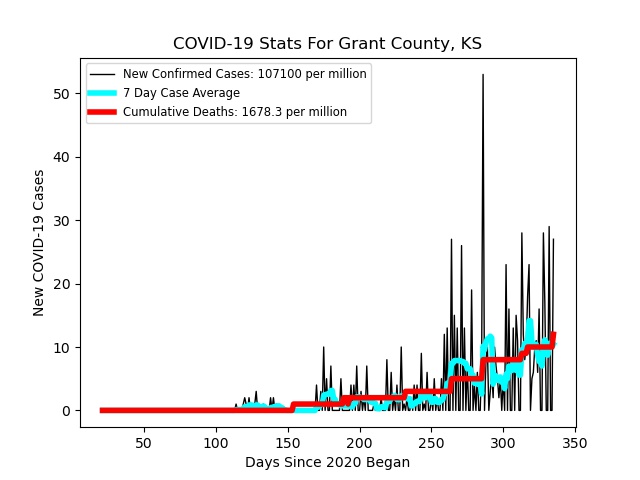 COVID-19 Stats For Grant County, KS
New Confirmed Cases: 107100 per million
7 Day Case Average
Cumulative Deaths: 1678.3 per million
New COVID-19 Cases
50
40
30
20
10
0
50 100 150 200 250 300 350
Days Since 2020 Began